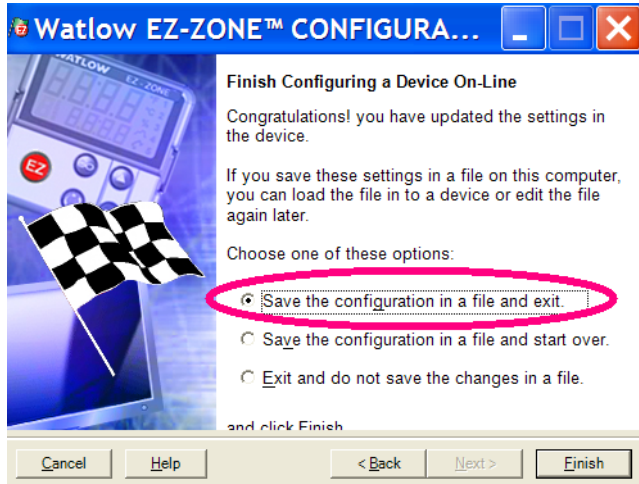 Watlow EZ-ZONE™ CONFIGURA...
WATLOW EZ-ZONE
EZ
Finish Configuring a Device On-Line
Congratulations! you have updated the settings in
the device.
If you save these settings in a file on this computer,
you can load the file in to a device or edit the file
again later.
Choose one of these options:
Save the configuration in a file and exit.
Save the configuration in a file and start over.
Exit and do not save the changes in a file.
and click Finish
Cancel Help < Back Next > Finish